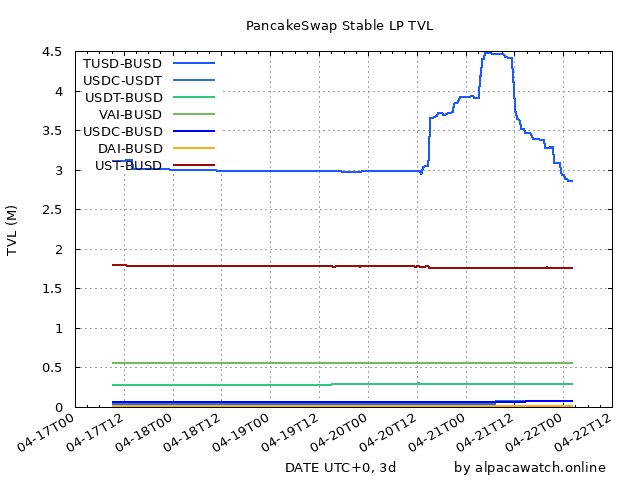 PancakeSwap Stable LP TVL
4.5
4
3.5
3
2.5
2
1.5
1
0.5
0
TVL (M)
TUSD-BUSD
USDC-USDT
USDT-BUSD
VAI-BUSD
USDC-BUSD
DAI-BUSD
UST-BUSD
04-17T00
04-17T12
04-18T00
04-18T12
04-19T00
04-19T12
04-20T00
04-20T12
04-21T00
04-21T12
04-22T00
04-22T12
DATE UTC+0, 3d
by alpacawatch.online